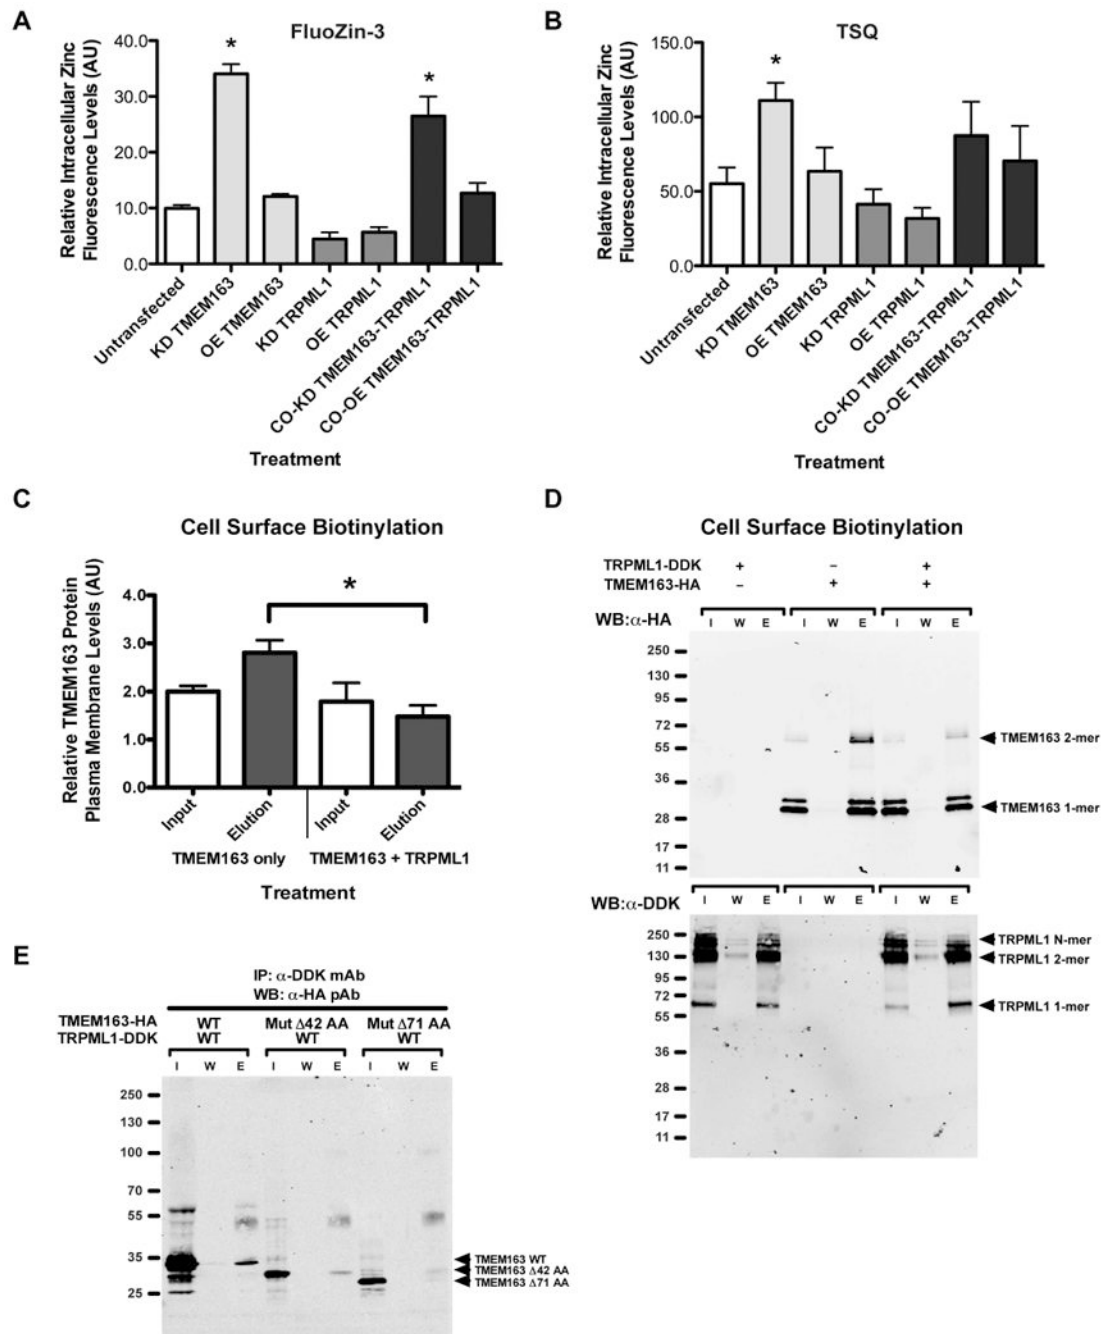 A
FluoZin-3
Relative Intracellular Zinc
Fluorescence Levels (AU)
40.0
30.0
20.0
10.0
0.0
*
*
Untransfected
KD TMEM163
OE TMEM163
KD TRPML1
OE TRPML1
CO-KD TMEM163-TRPML1
CO-OE TMEM163-TRPML1
Treatment
B
TSQ
Relative Intracellular Zinc
Fluorescence Levels (AU)
150.0
100.0
50.0
0.0
*
Untransfected
KD TMEM163
OE TMEM163
KD TRPML1
OE TRPML1
CO-KD TMEM163-TRPML1
CO-OE TMEM163-TRPML1
Treatment
C
Cell Surface Biotinylation
Relative TMEM163 Protein
Plasma Membrane Levels (AU)
4.0
3.0
2.0
1.0
0.0
*
Input
Elution
Input
Elution
TMEM163 only
TMEM163 + TRPML1
Treatment
D
Cell Surface Biotinylation
TRPML1-DDK + – +
TMEM163-HA – + +
WB:α-HA
I W E I W E I W E
250
130
95
72
55
36
28
17
11
TMEM163 2-mer
TMEM163 1-mer
WB:α-DDK
I W E I W E I W E
250
130
95
72
55
36
28
17
11
TRPML1 N-mer
TRPML1 2-mer
TRPML1 1-mer
E
IP: α-DDK mAb
WB: α-HA pAb
TMEM163-HA WT Mut Δ42 AA Mut Δ71 AA
TRPML1-DDK WT WT WT
I W E I W E I W E
250
130
100
70
55
35
25
TMEM163 WT
TMEM163 Δ42 AA
TMEM163 Δ71 AA